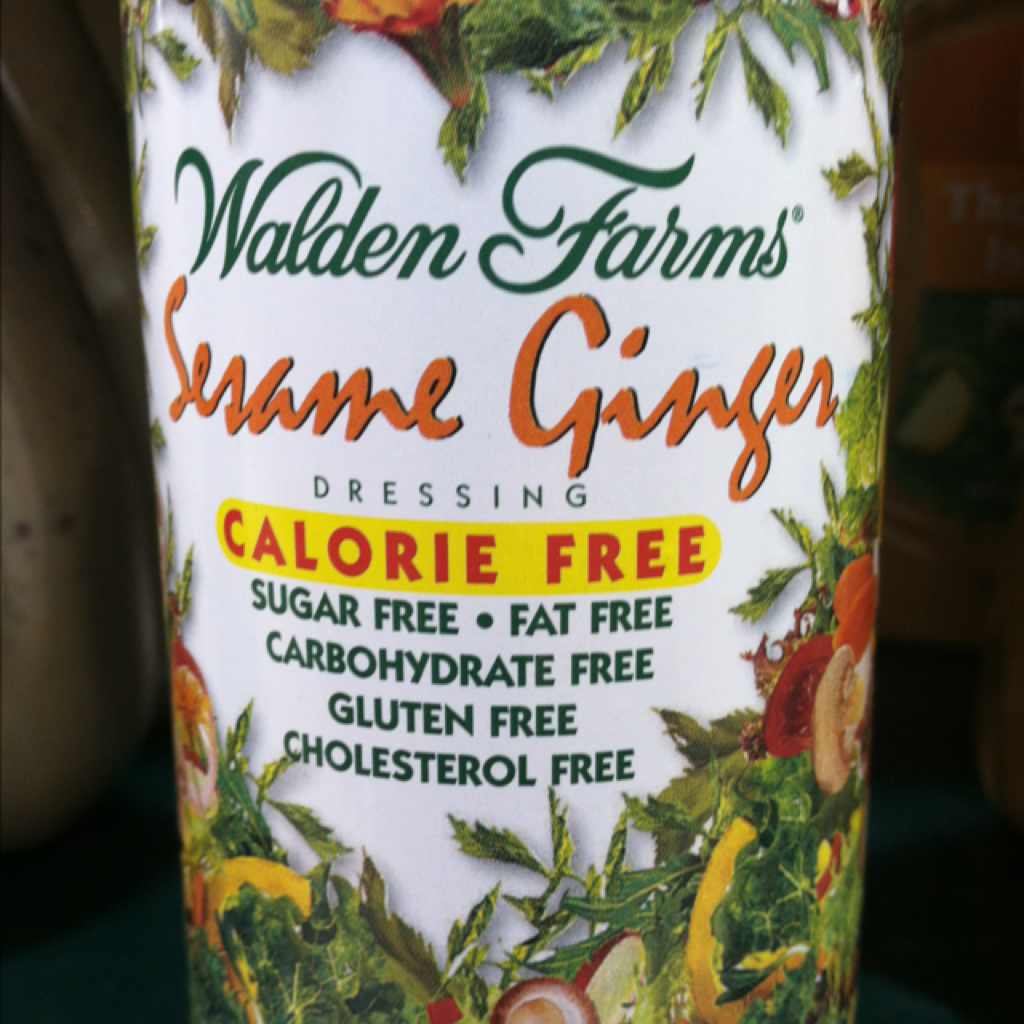 Walden Farms®
Sesame Ginger
DRESSING
CALORIE FREE
SUGAR FREE • FAT FREE
CARBOHYDRATE FREE
GLUTEN FREE
CHOLESTEROL FREE